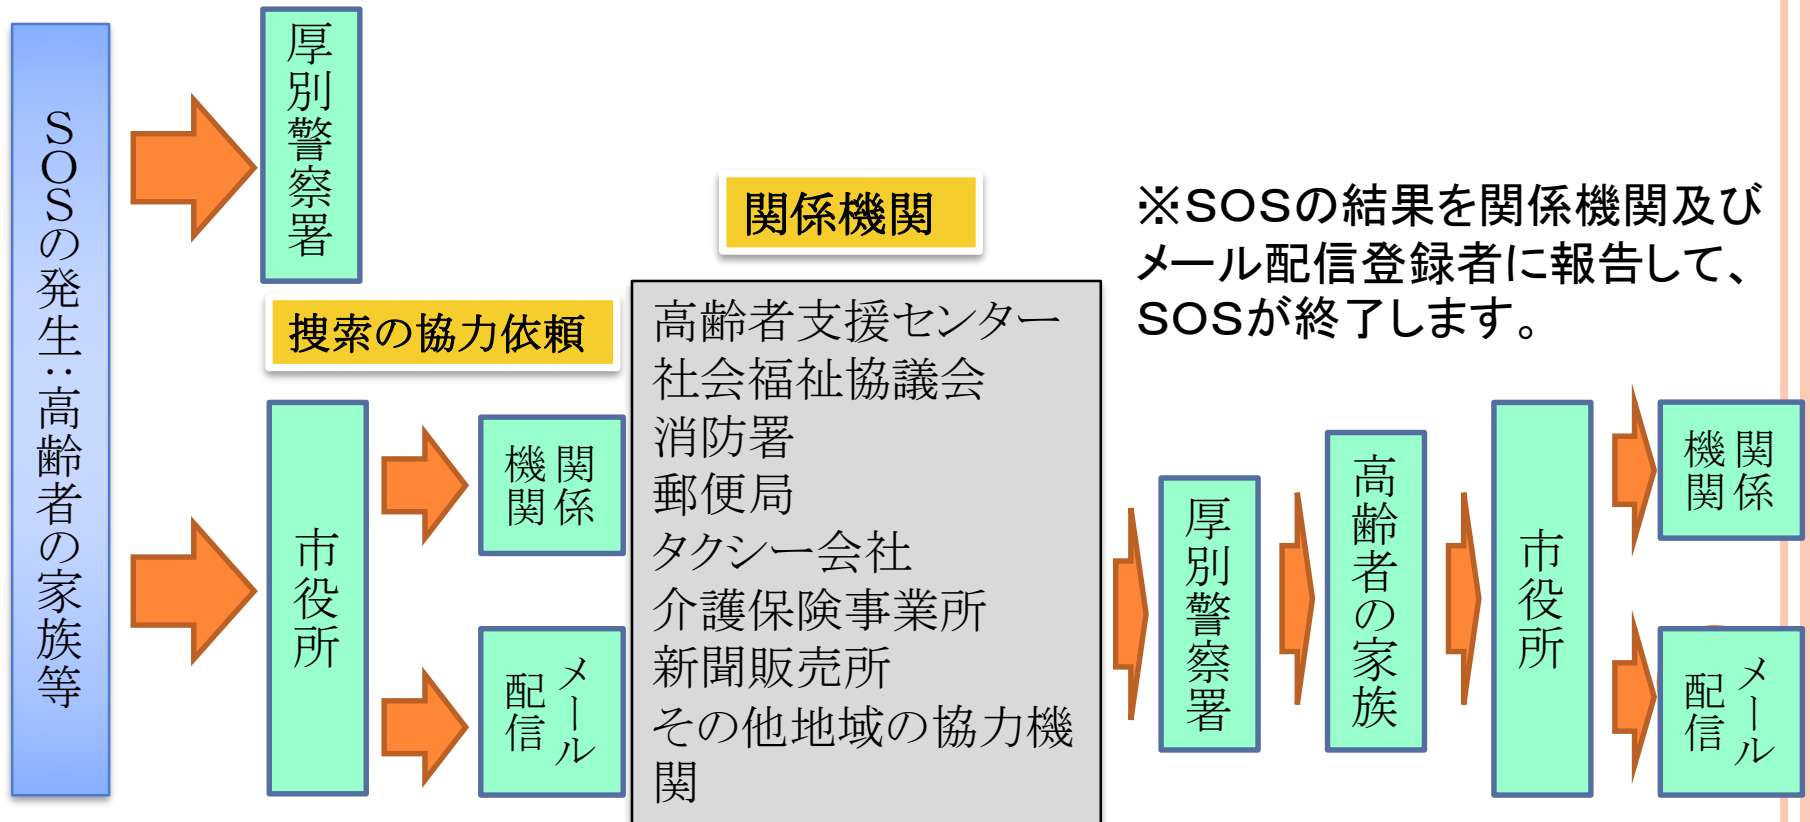 SOSの発生：高齢者の家族等
厚別警察署
捜索の協力依頼
市役所
関係
機関
メール
配信
関係機関
高齢者支援センター
社会福祉協議会
消防署
郵便局
タクシー会社
介護保険事業所
新聞販売所
その他地域の協力機
関
※SOSの結果を関係機関及び
メール配信登録者に報告して、
SOSが終了します。
厚別警察署
高齢者の家族
市役所
関係
機関
メール
配信